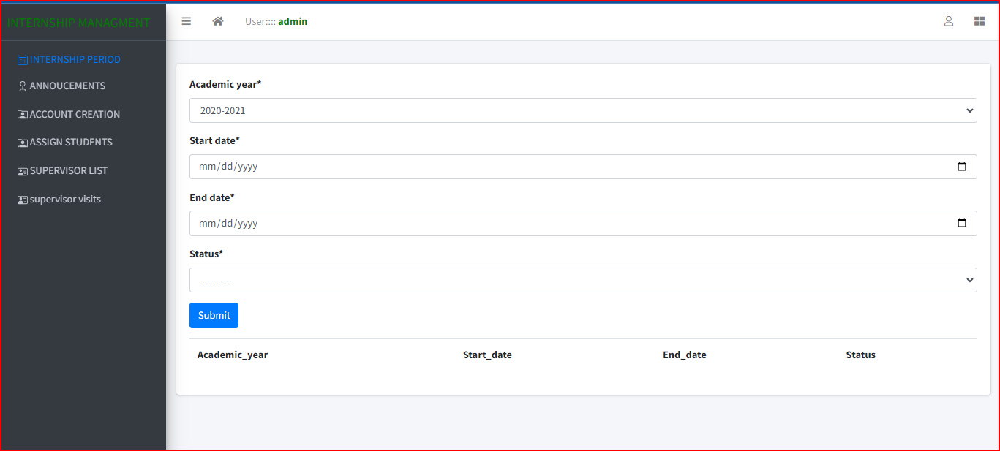 INTERNSHIP MANAGMENT
User:::: admin
INTERNSHIP PERIOD
ANNOUCEMENTS
ACCOUNT CREATION
ASSIGN STUDENTS
SUPERVISOR LIST
supervisor visits
Academic year*
2020-2021
Start date*
mm/dd/yyyy
End date*
mm/dd/yyyy
Status*
---------
Submit
Academic_year Start_date End_date Status